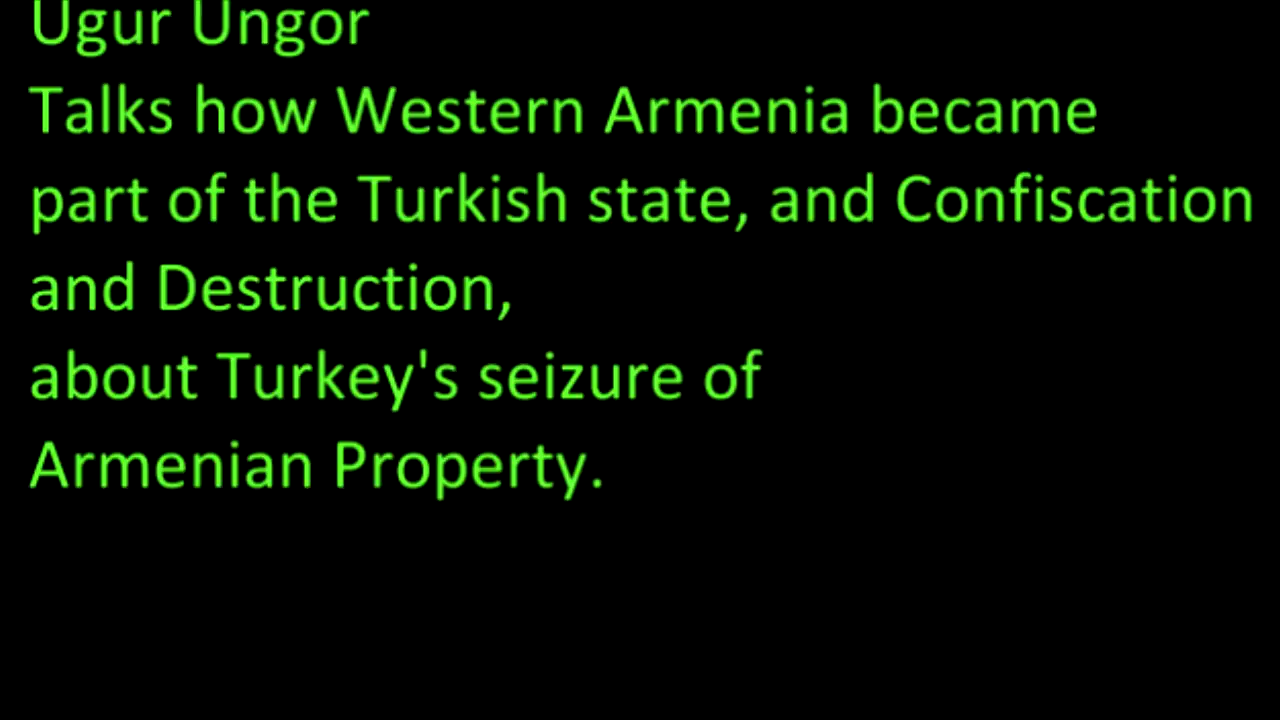 Ugur Ungor
Talks how Western Armenia became
part of the Turkish state, and Confiscation
and Destruction,
about Turkey's seizure of
Armenian Property.